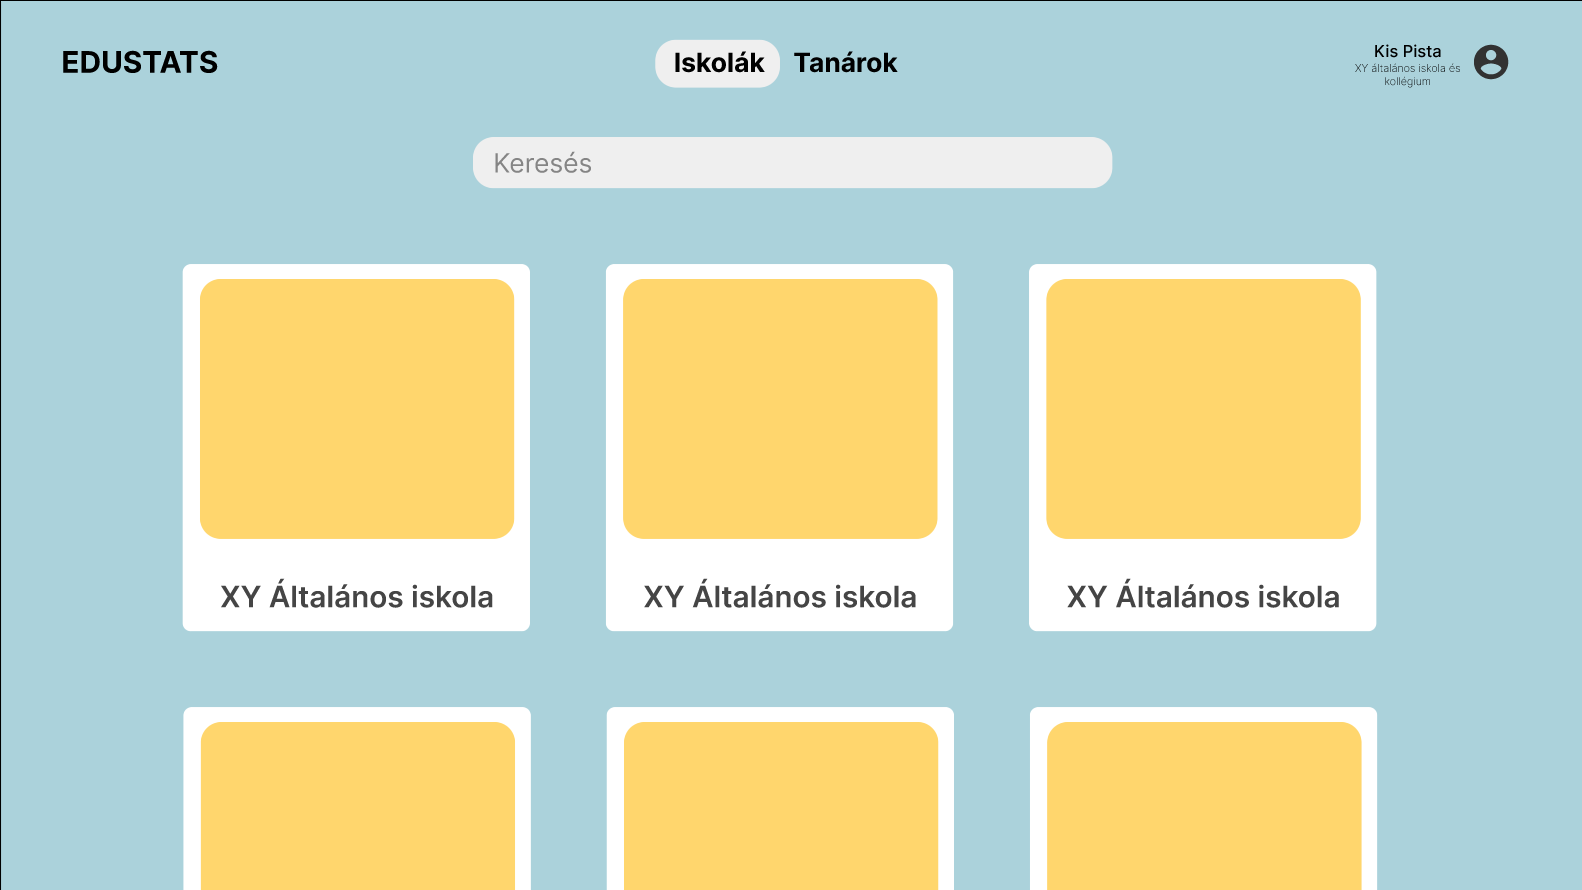 EDUSTATS
Iskolák
Tanárok
Kis Pista
XY általános iskola és
kollégium
Keresés
XY Általános iskola
XY Általános iskola
XY Általános iskola